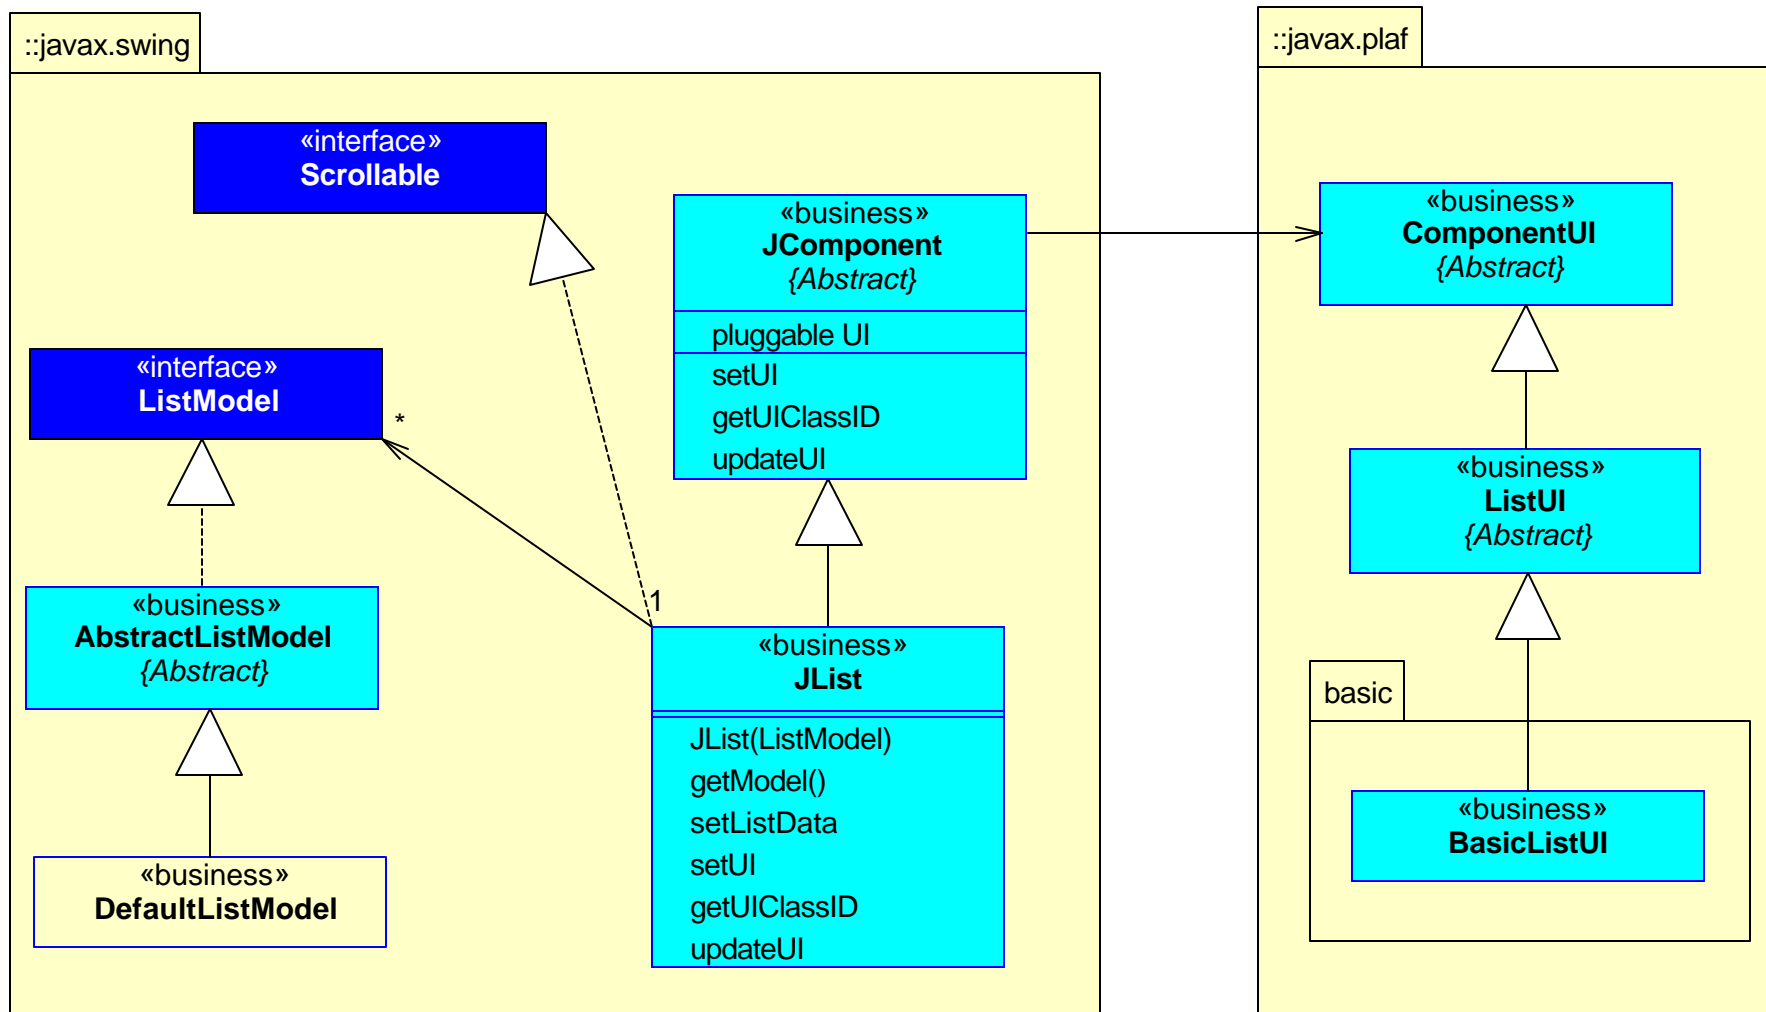 ::javax.swing
«interface»
Scrollable
«interface»
ListModel
*
«business»
AbstractListModel
{Abstract}
«business»
DefaultListModel
«business»
JComponent
{Abstract}
pluggable UI
setUI
getUIClassID
updateUI
1
«business»
JList
JList(ListModel)
getModel()
setListData
setUI
getUIClassID
updateUI
::javax.plaf
«business»
ComponentUI
{Abstract}
«business»
ListUI
{Abstract}
basic
«business»
BasicListUI